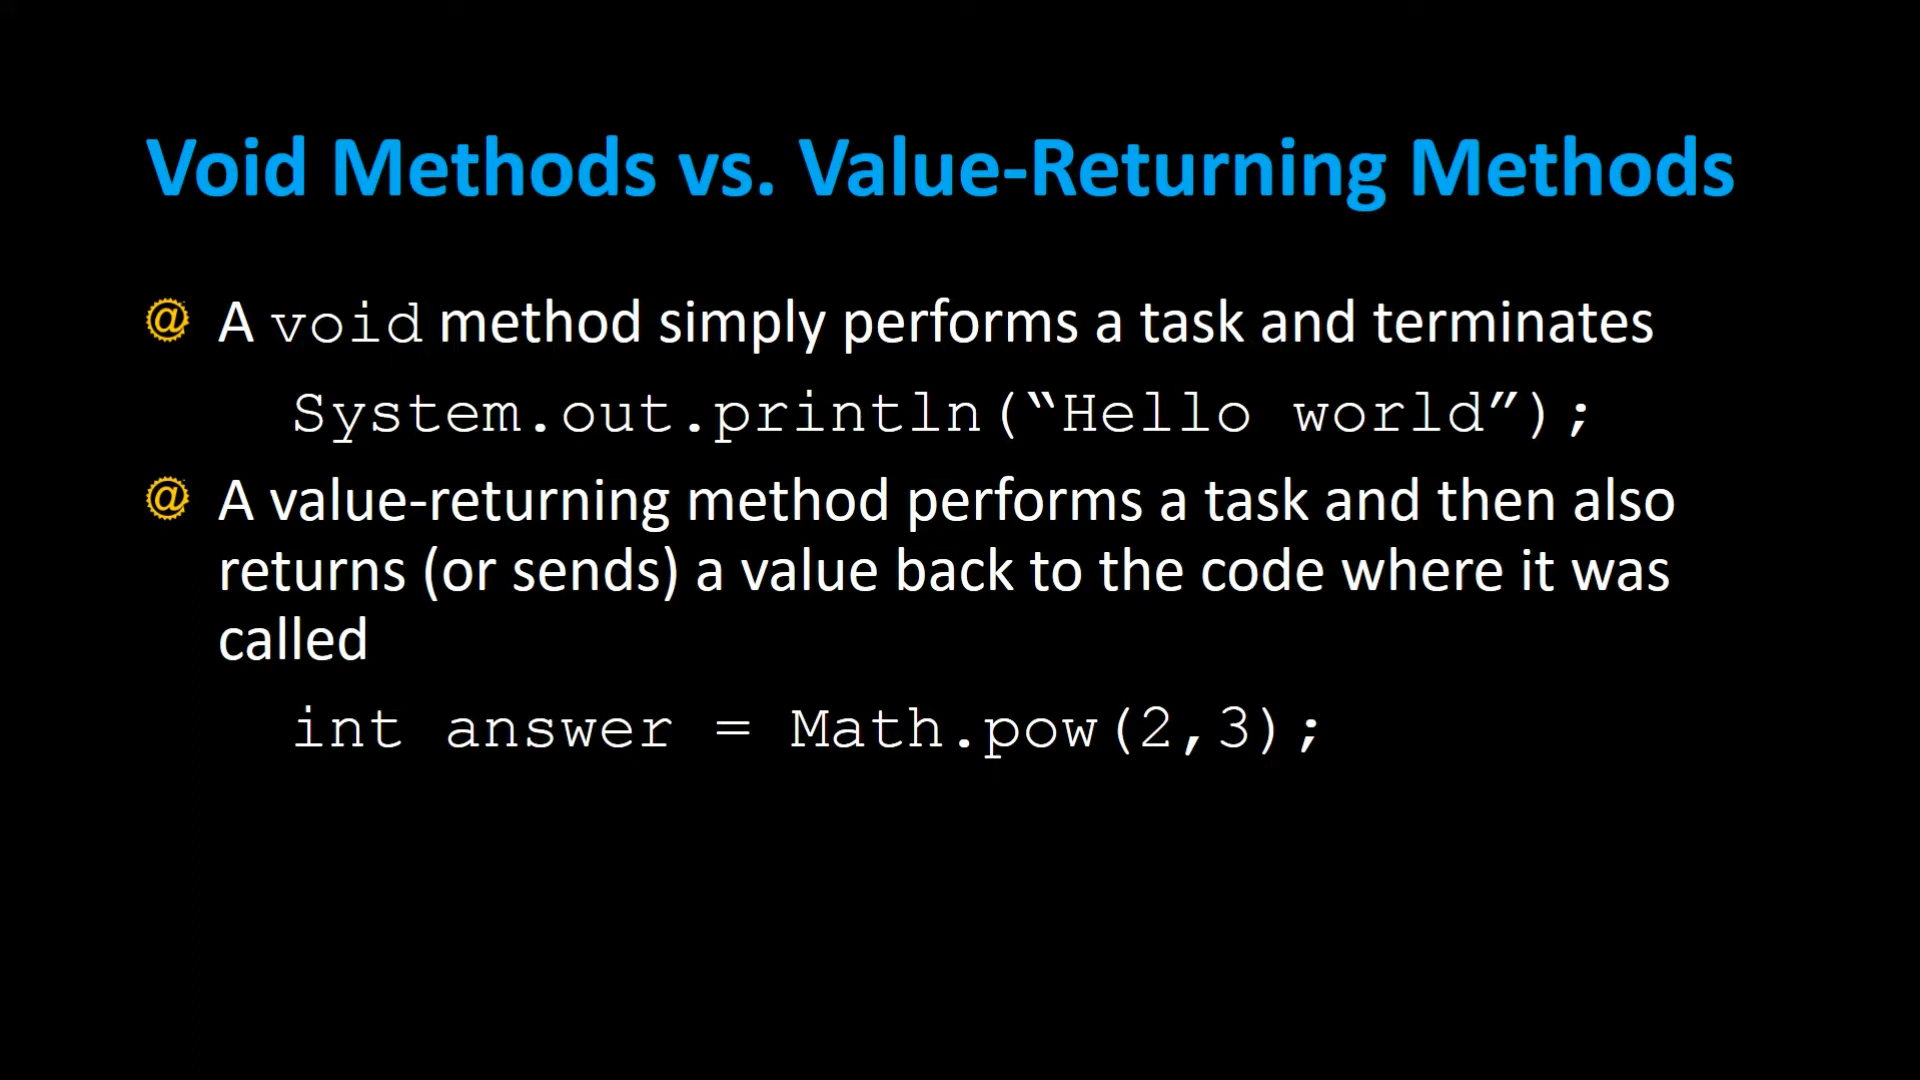 Void Methods vs. Value-Returning Methods
@ A void method simply performs a task and terminates
System.out.println(“Hello world”);
@ A value-returning method performs a task and then also
returns (or sends) a value back to the code where it was
called
int answer = Math.pow(2,3);